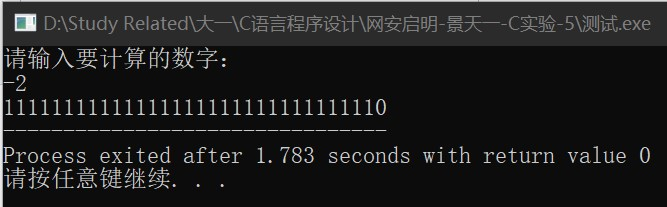 D:\Study Related\大一\C语言程序设计\网安启明-景天一-C实验-5\测试.exe
请输入要计算的数字：
-2
11111111111111111111111111111110
--------------------------------
Process exited after 1.783 seconds with return value 0
请按任意键继续. . .